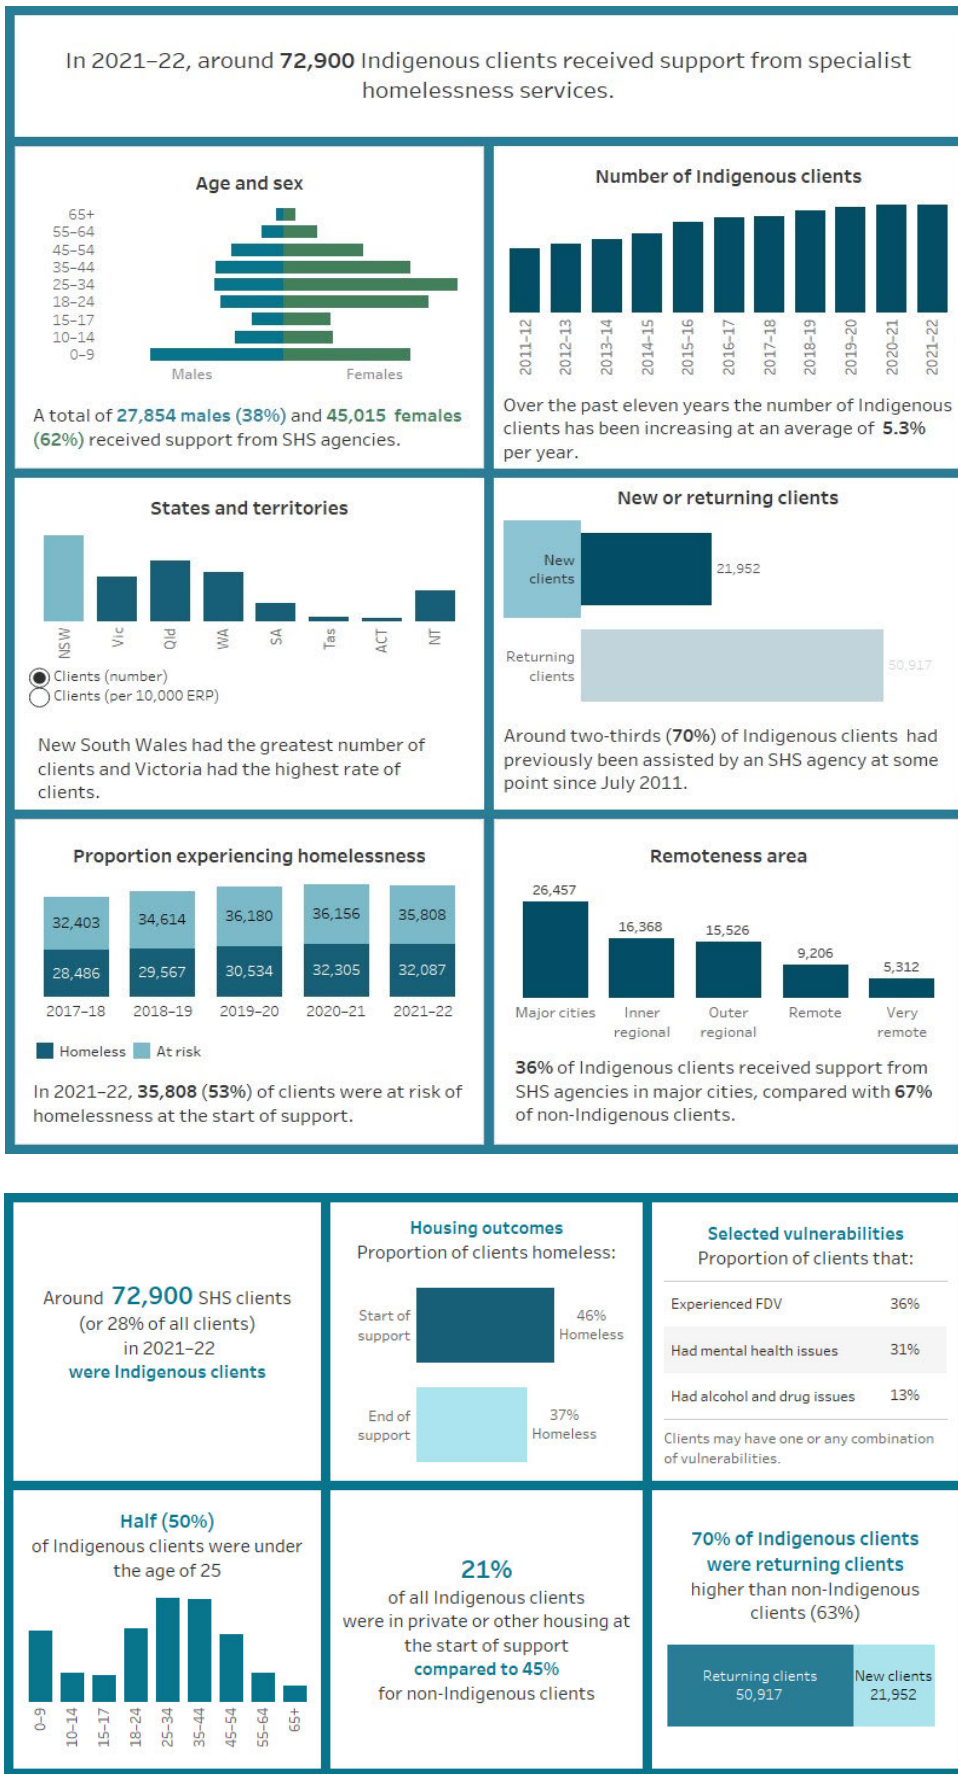 In 2021–22, around 72,900 Indigenous clients received support from specialist
homelessness services.
Age and sex
65+
55–64
45–54
35–44
25–34
18–24
15–17
10–14
0–9
Males Females
A total of 27,854 males (38%) and 45,015 females
(62%) received support from SHS agencies.
Number of Indigenous clients
2011–12
2012–13
2013–14
2014–15
2015–16
2016–17
2017–18
2018–19
2019–20
2020–21
2021–22
Over the past eleven years the number of Indigenous
clients has been increasing at an average of 5.3%
per year.
States and territories
NSW
Vic
Qld
WA
SA
Tas
ACT
NT
Clients (number)
Clients (per 10,000 ERP)
New South Wales had the greatest number of
clients and Victoria had the highest rate of
clients.
New or returning clients
New
clients
21,952
Returning
clients
50,917
Around two-thirds (70%) of Indigenous clients had
previously been assisted by an SHS agency at some
point since July 2011.
Proportion experiencing homelessness
32,403 34,614 36,180 36,156 35,808
28,486 29,567 30,534 32,305 32,087
2017–18 2018–19 2019–20 2020–21 2021–22
Homeless At risk
In 2021–22, 35,808 (53%) of clients were at risk of
homelessness at the start of support.
Remoteness area
26,457
16,368
15,526
9,206
5,312
Major cities
Inner
regional
Outer
regional
Remote
Very
remote
36% of Indigenous clients received support from
SHS agencies in major cities, compared with 67%
of non-Indigenous clients.
Around 72,900 SHS clients
(or 28% of all clients)
in 2021–22
were Indigenous clients
Housing outcomes
Proportion of clients homeless:
Start of
support
46%
Homeless
End of
support
37%
Homeless
Selected vulnerabilities
Proportion of clients that:
Experienced FDV 36%
Had mental health issues 31%
Had alcohol and drug issues 13%
Clients may have one or any combination
of vulnerabilities.
Half (50%)
of Indigenous clients were under
the age of 25
0–9
10–14
15–17
18–24
25–34
35–44
45–54
55–64
65+
21%
of all Indigenous clients
were in private or other housing at
the start of support
compared to 45%
for non-Indigenous clients
70% of Indigenous clients
were returning clients
higher than non-Indigenous
clients (63%)
Returning clients
50,917
New clients
21,952